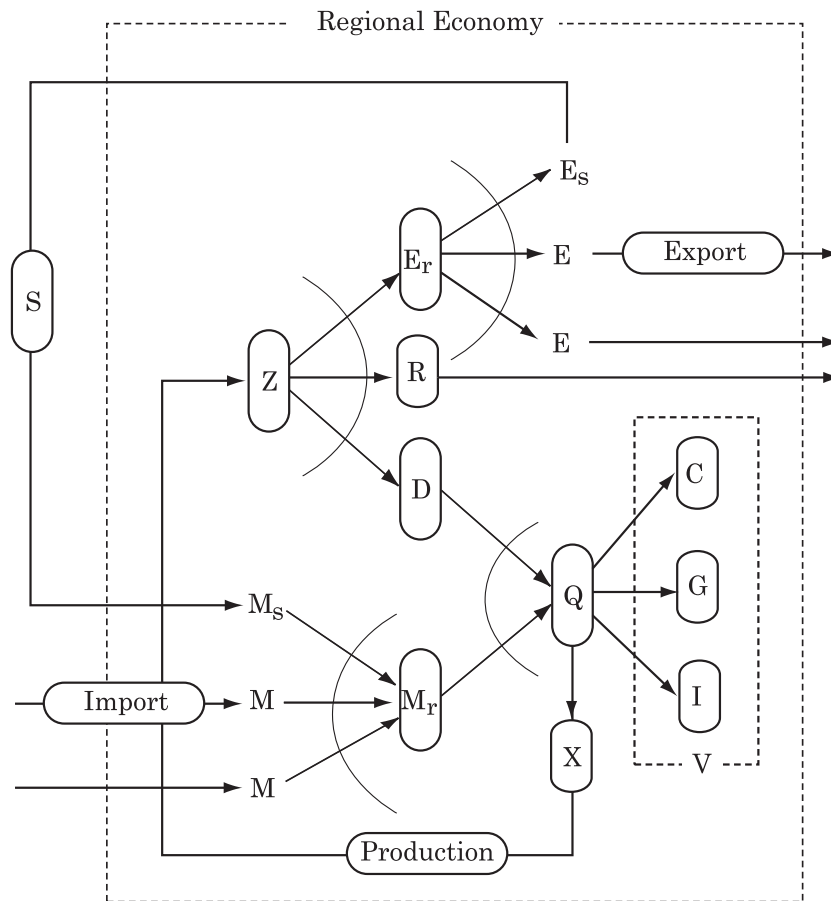 Regional Economy
Es
S
Er
E
Export
Z
R
E
D
C
Ms
Q
G
Import
M
Mr
I
X
V
M
Production